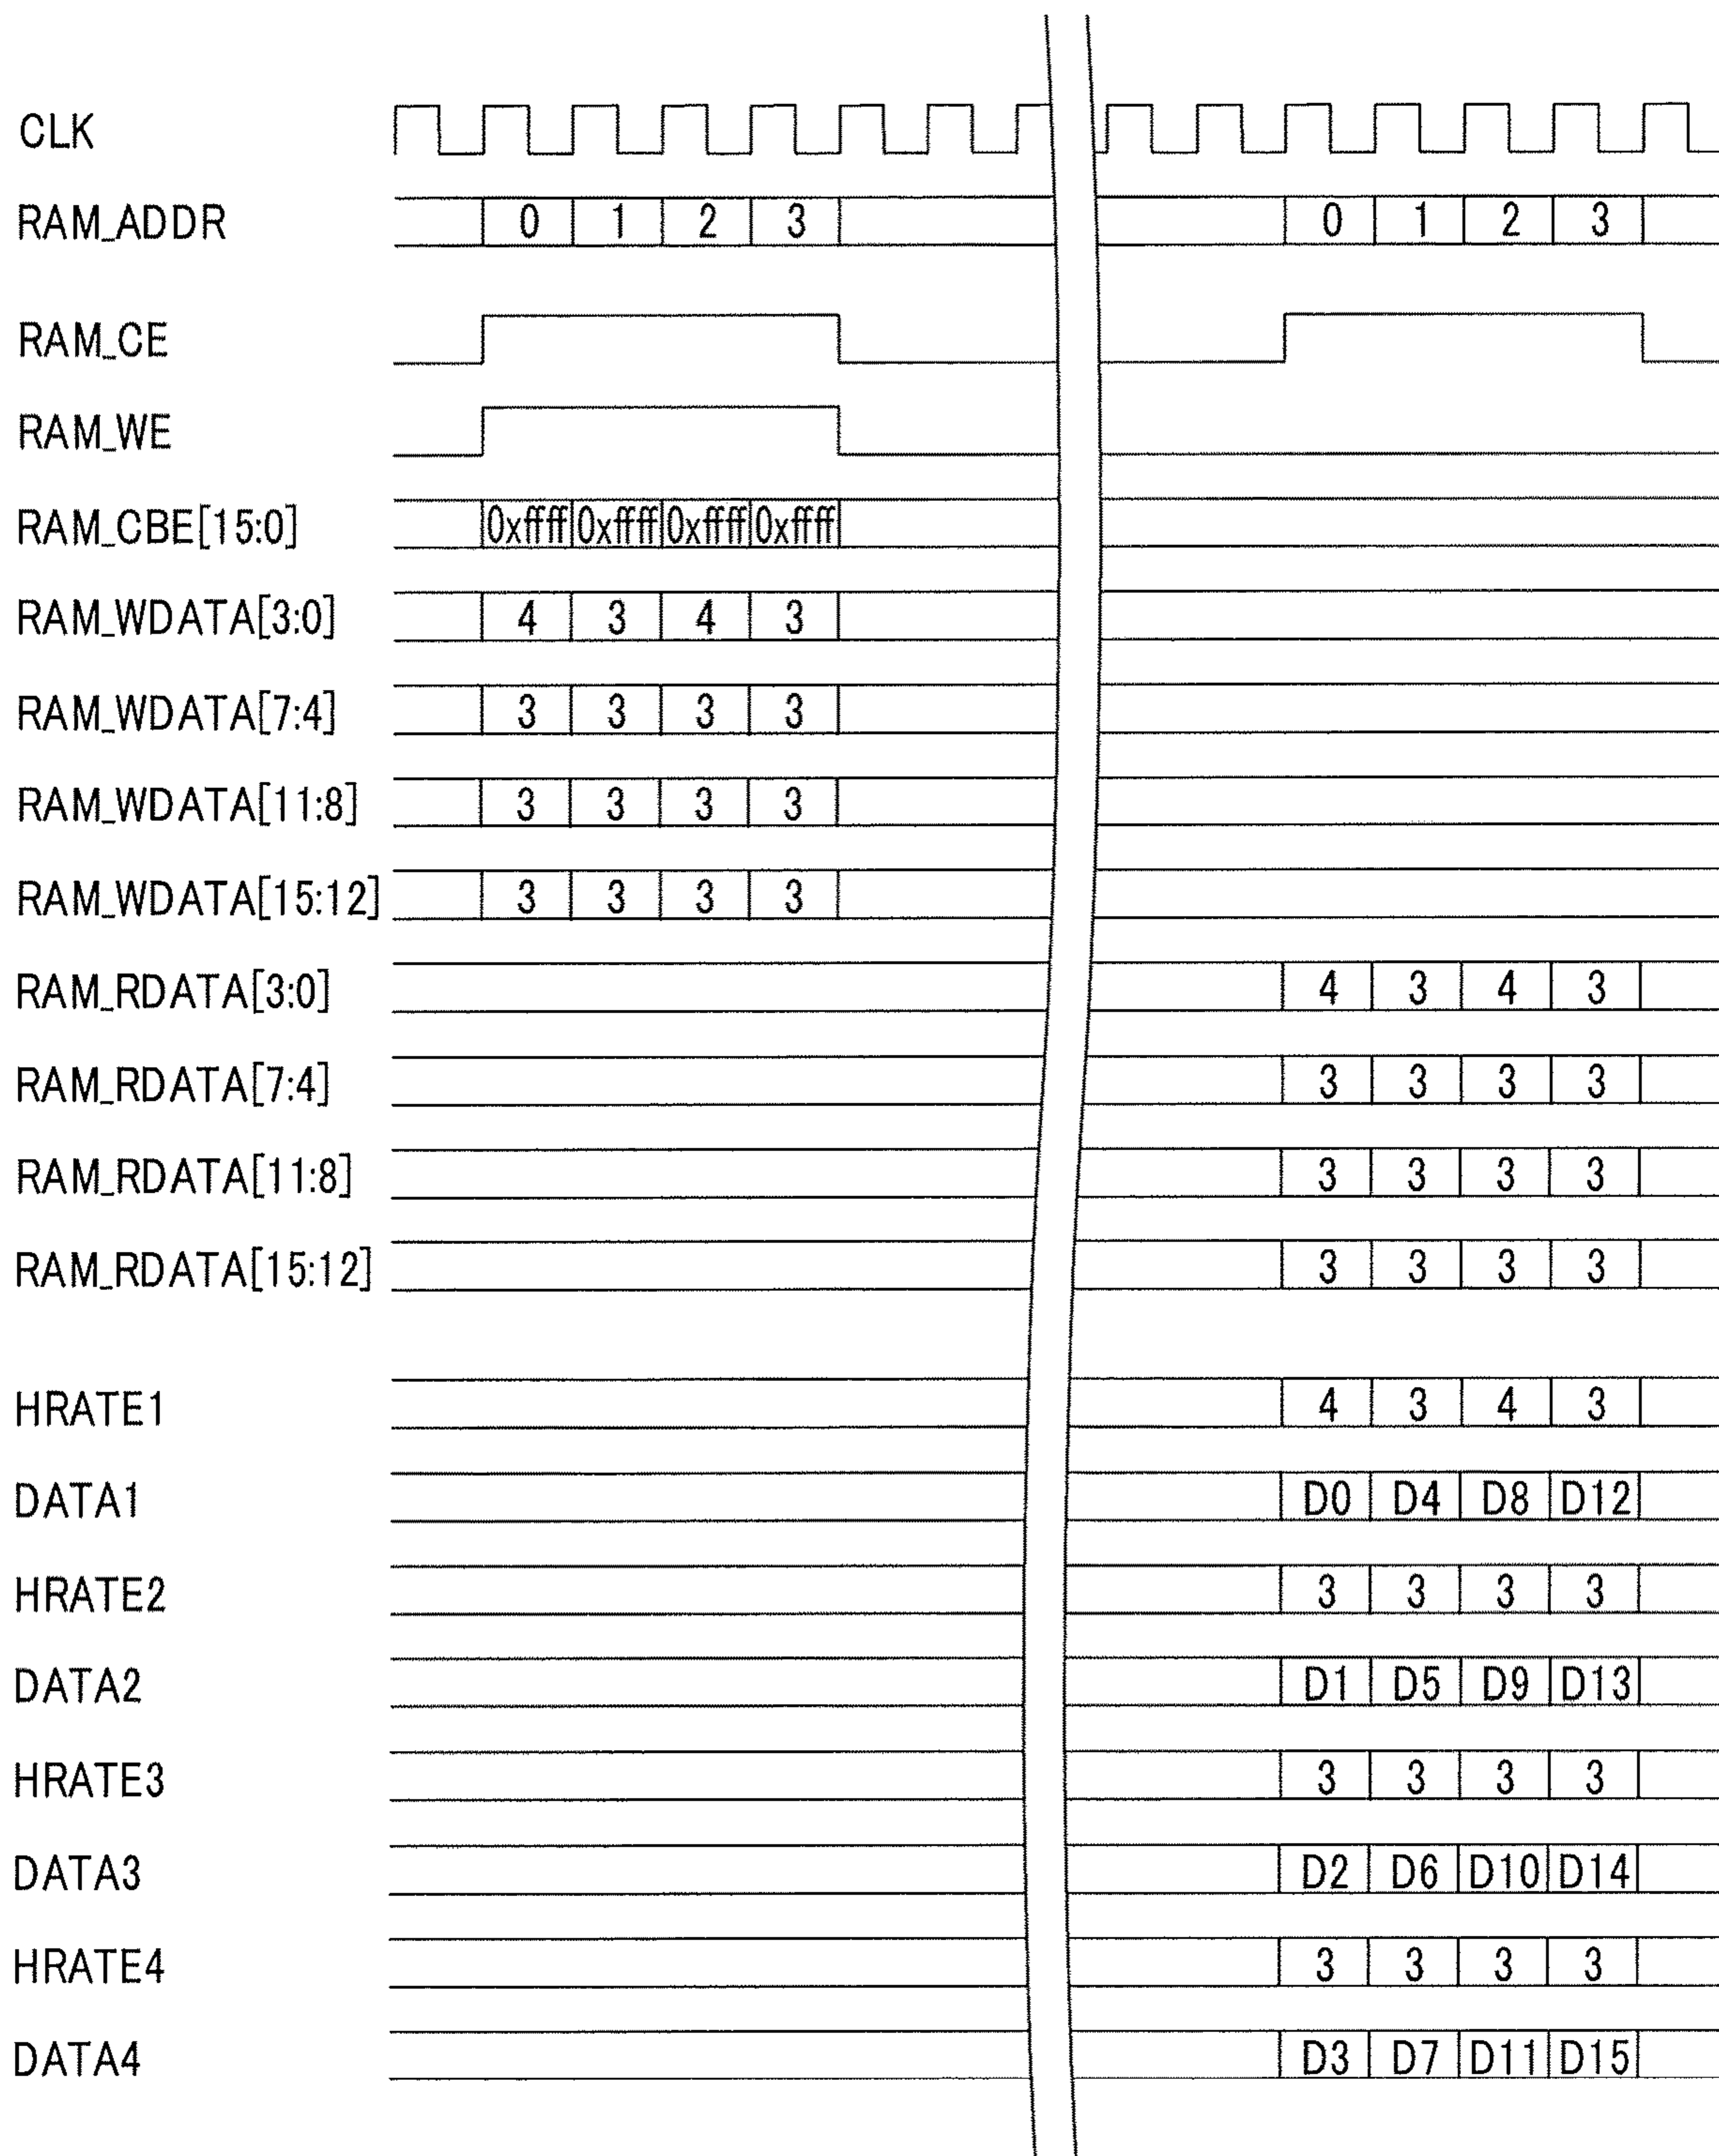 CLK
RAM_ADDR 0 1 2 3 0 1 2 3
RAM_CE
RAM_WE
RAM_CBE[15:0] 0xffff 0xffff 0xffff 0xffff
RAM_WDATA[3:0] 4 3 4 3
RAM_WDATA[7:4] 3 3 3 3
RAM_WDATA[11:8] 3 3 3 3
RAM_WDATA[15:12] 3 3 3 3
RAM_RDATA[3:0] 4 3 4 3
RAM_RDATA[7:4] 3 3 3 3
RAM_RDATA[11:8] 3 3 3 3
RAM_RDATA[15:12] 3 3 3 3
HRATE1 4 3 4 3
DATA1 D0 D4 D8 D12
HRATE2 3 3 3 3
DATA2 D1 D5 D9 D13
HRATE3 3 3 3 3
DATA3 D2 D6 D10 D14
HRATE4 3 3 3 3
DATA4 D3 D7 D11 D15